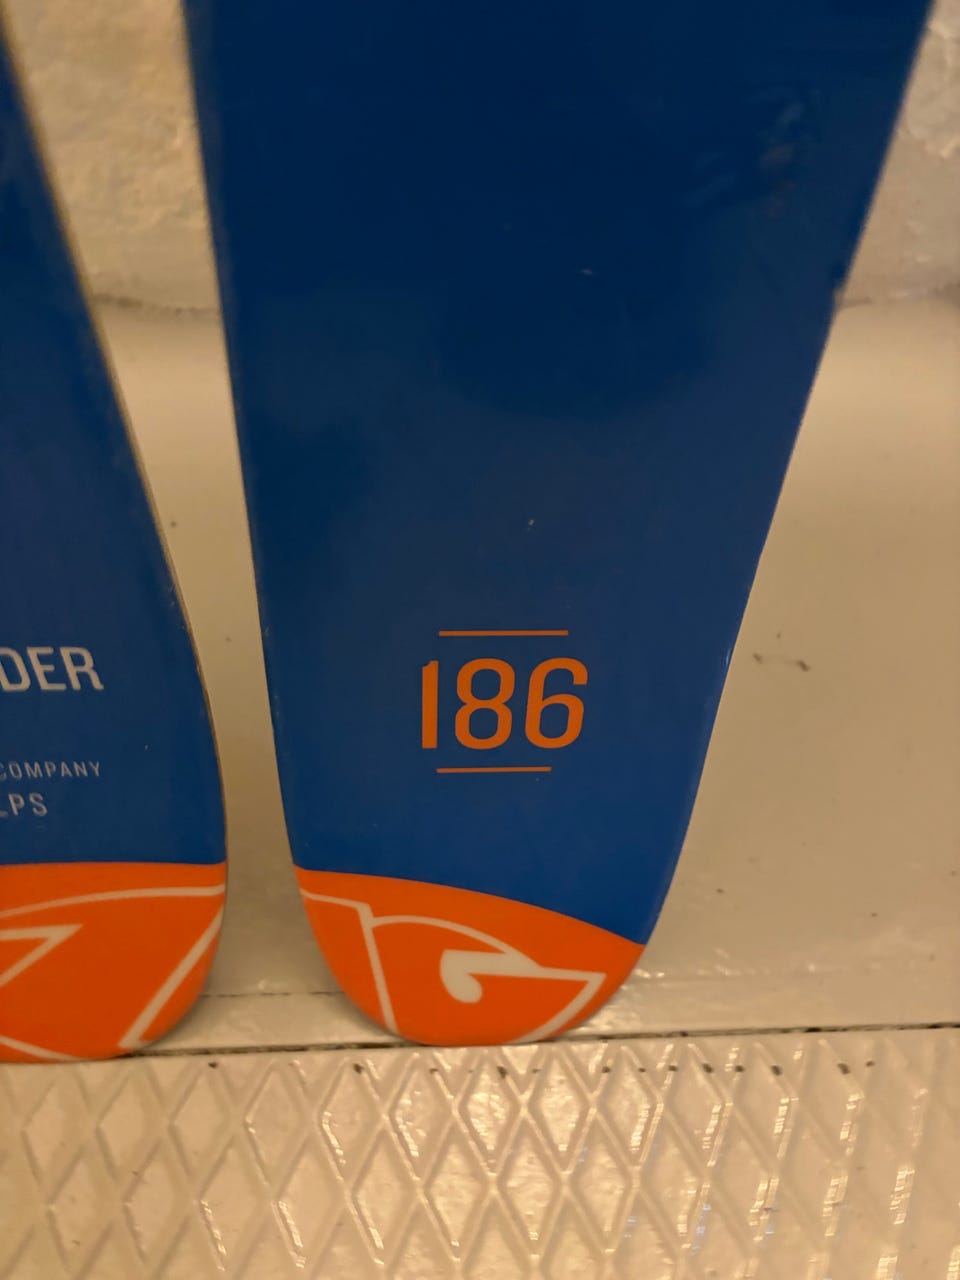 DER
COMPANY
LPS
186